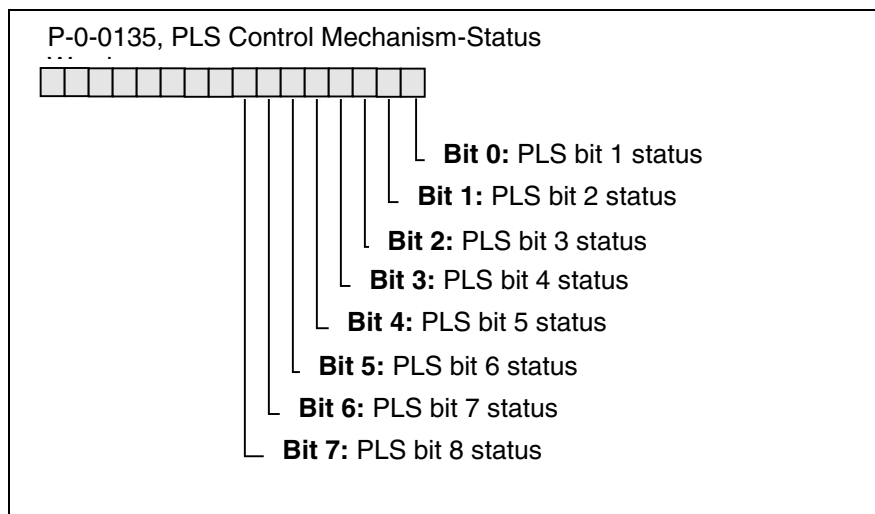 P-0-0135, PLS Control Mechanism-Status
Bit 0: PLS bit 1 status
Bit 1: PLS bit 2 status
Bit 2: PLS bit 3 status
Bit 3: PLS bit 4 status
Bit 4: PLS bit 5 status
Bit 5: PLS bit 6 status
Bit 6: PLS bit 7 status
Bit 7: PLS bit 8 status